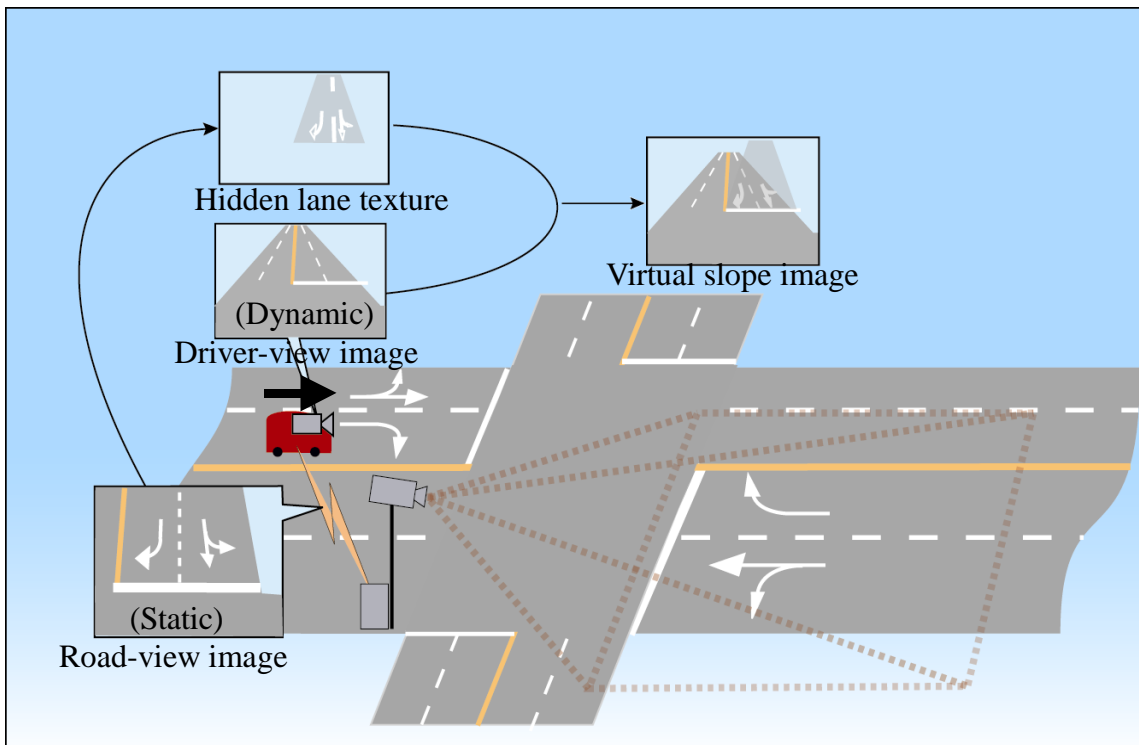 Hidden lane texture
Virtual slope image
(Dynamic)
Driver-view image
(Static)
Road-view image